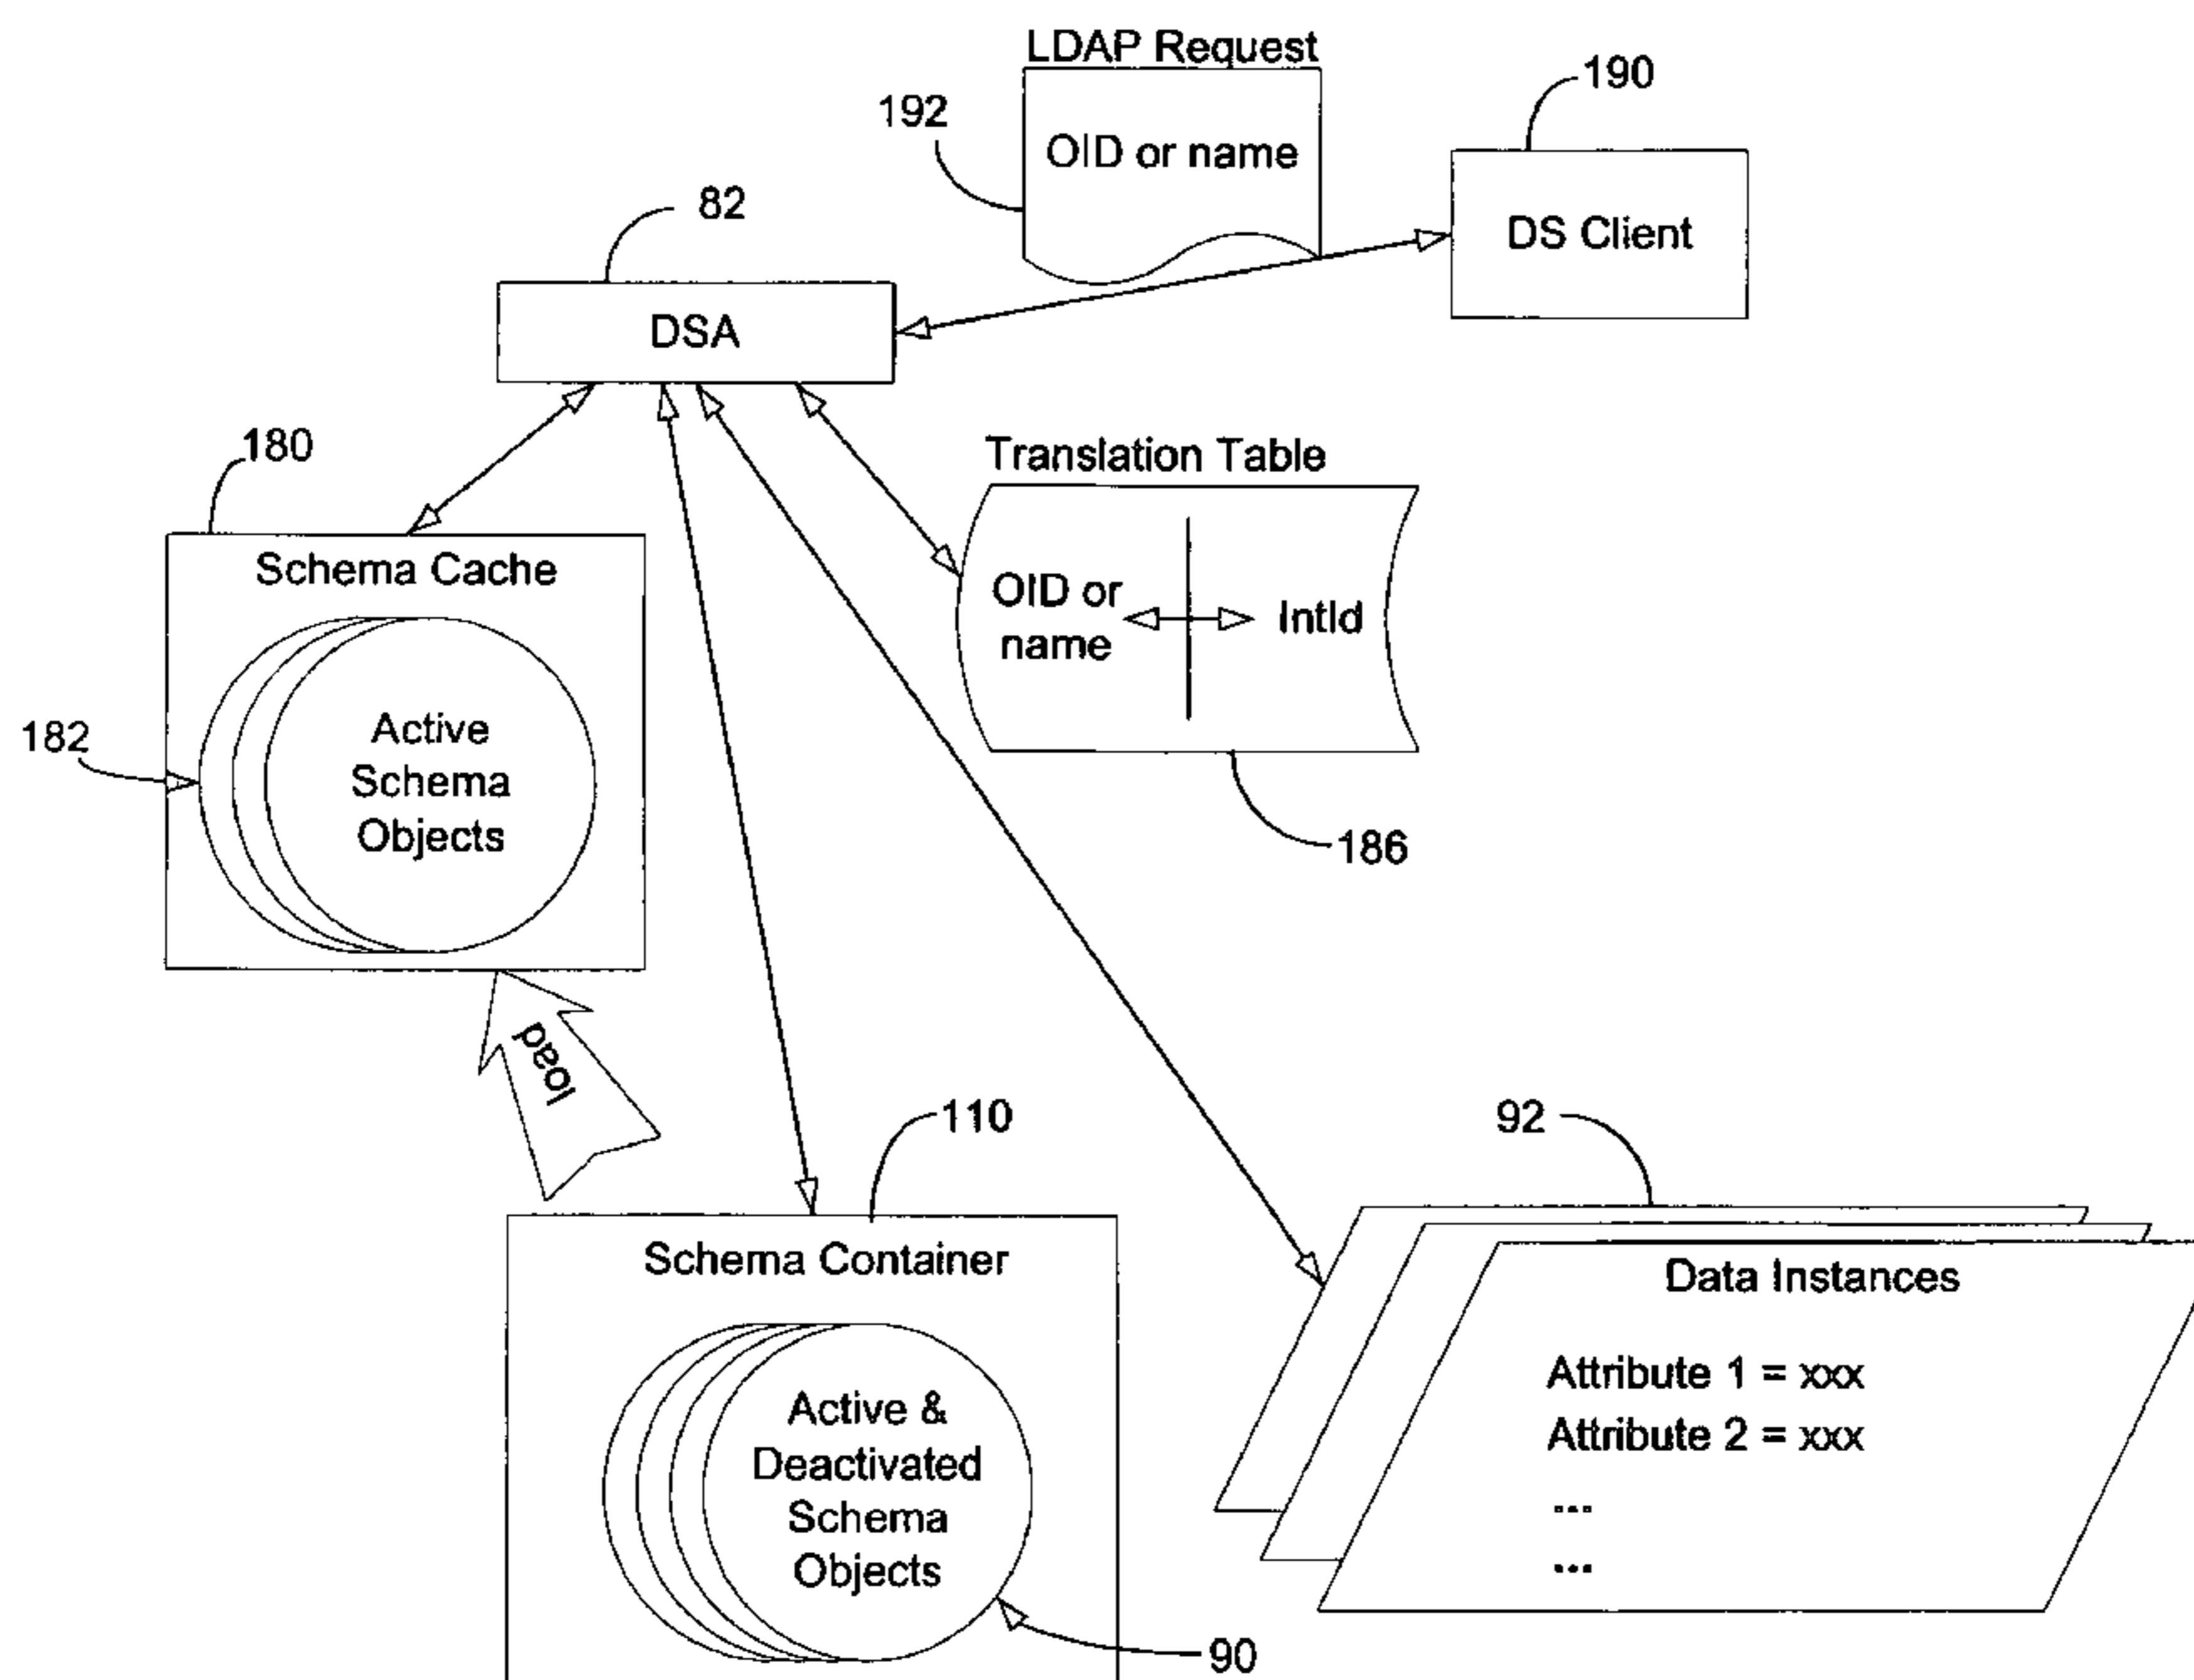 LDAP Request
190
192
OID or name
82
DS Client
DSA
180
Translation Table
Schema Cache
OID or
name
IntId
182
Active
Schema
Objects
186
load
110
92
Schema Container
Data Instances
Attribute 1 = xxx
Active &
Deactivated
Schema
Objects
Attribute 2 = xxx
...
...
90